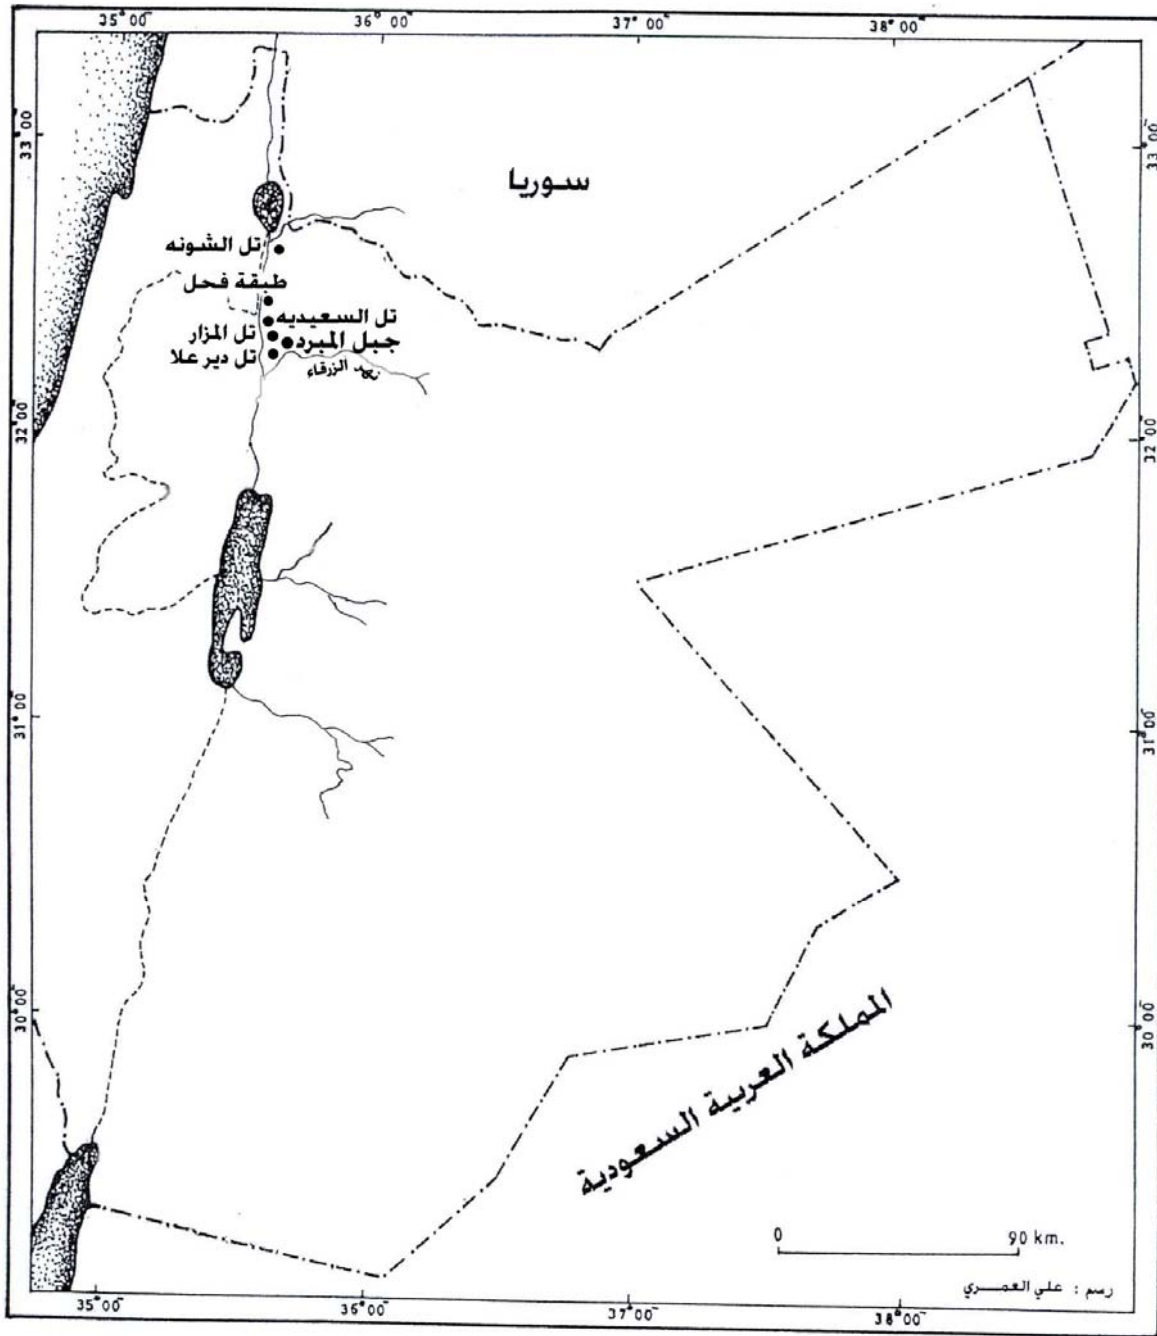 35°00′
36°00′
37°00′
38°00′
33°00′
33°00′
سوريا
تل الشونه
طبقة فحل
تل السعيديه
تل المزار
جبل المبرد
تل دير علا
نهر الزرقاء
32°00′
32°00′
31°00′
31°00′
30°00′
30°00′
المملكة العربية السعودية
0
90 km.
رسم : علي العمـري
35°00′
36°00′
37°00′
38°00′